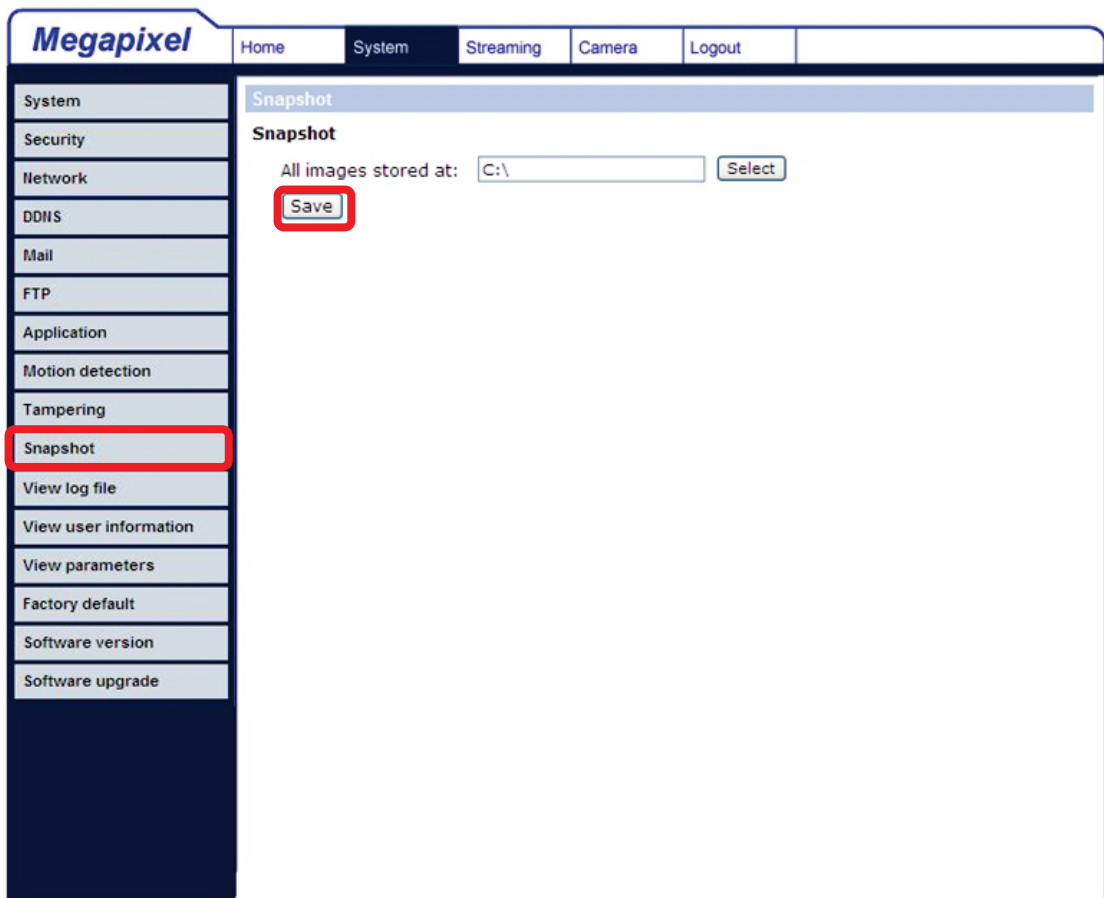 Megapixel
Home System Streaming Camera Logout
System
Security
Network
DDNS
Mail
FTP
Application
Motion detection
Tampering
Snapshot
View log file
View user information
View parameters
Factory default
Software version
Software upgrade
Snapshot
Snapshot
All images stored at: C:\ Select
Save